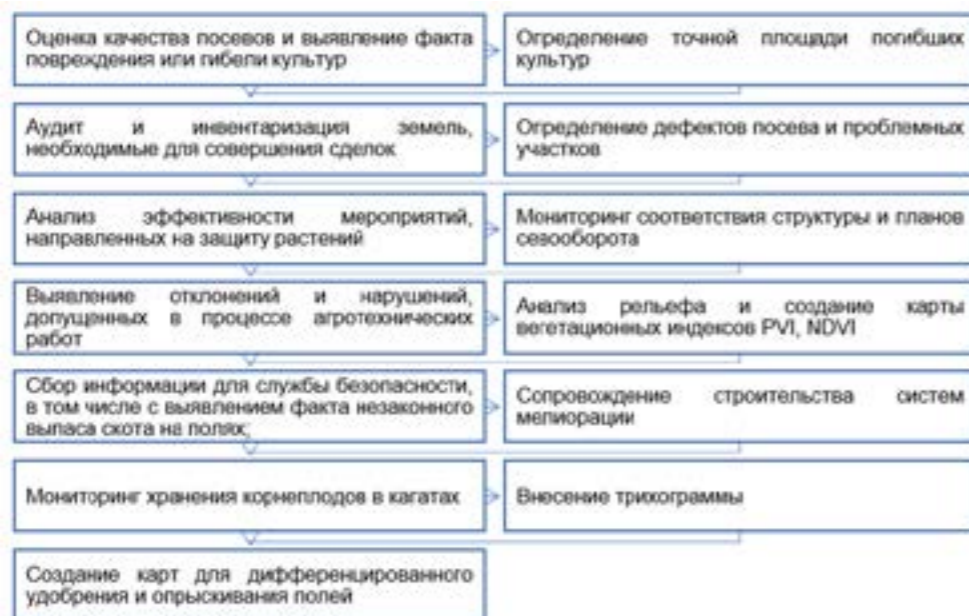 Оценка качества посевов и выявление факта
повреждения или гибели культур
Определение точной площади погибших
культур
Аудит и инвентаризация земель,
необходимые для совершения сделок
Определение дефектов посева и проблемных
участков
Анализ эффективности мероприятий,
направленных на защиту растений
Мониторинг соответствия структуры и планов
севооборота
Выявление отклонений и нарушений,
допущенных в процессе агротехнических
работ
Анализ рельефа и создание карты
вегетационных индексов PVI, NDVI
Сбор информации для службы безопасности,
в том числе с выявлением факта незаконного
выпаса скота на полях;
Сопровождение строительства систем
мелиорации
Мониторинг хранения корнеплодов в кагатах
Внесение трихограммы
Создание карт для дифференцированного
удобрения и опрыскивания полей